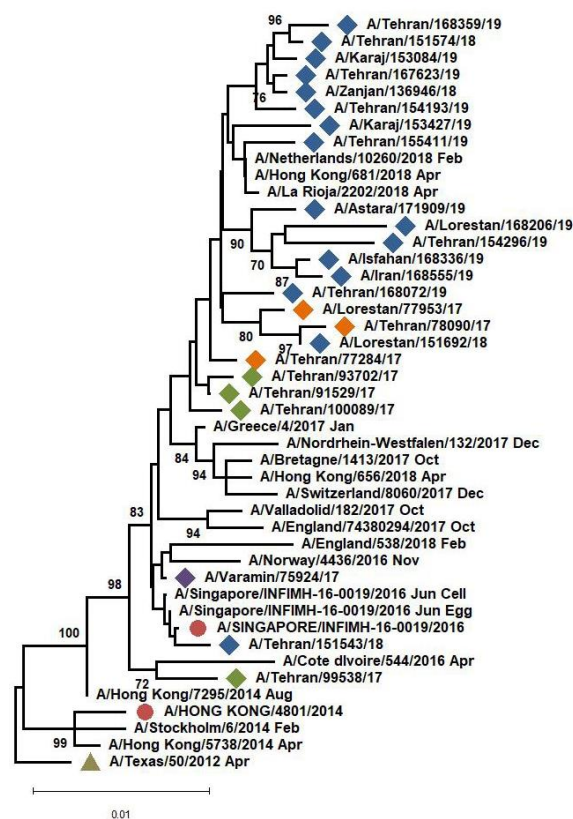 96
A/Tehran/168359/19
A/Tehran/151574/18
A/Karaj/153084/19
A/Tehran/167623/19
A/Zanjan/136946/18
76
A/Tehran/154193/19
A/Karaj/153427/19
A/Tehran/155411/19
A/Netherlands/10260/2018 Feb
A/Hong Kong/681/2018 Apr
A/La Rioja/2202/2018 Apr
A/Astara/171909/19
A/Lorestan/168206/19
90
A/Tehran/154296/19
70
A/Isfahan/168336/19
A/Iran/168555/19
87
A/Tehran/168072/19
A/Lorestan/77953/17
80
A/Tehran/78090/17
97
A/Lorestan/151692/18
A/Tehran/77284/17
A/Tehran/93702/17
A/Tehran/91529/17
A/Tehran/100089/17
A/Greece/4/2017 Jan
A/Nordrhein-Westfalen/132/2017 Dec
84
A/Bretagne/1413/2017 Oct
94
A/Hong Kong/656/2018 Apr
A/Switzerland/8060/2017 Dec
A/Valladolid/182/2017 Oct
83
A/England/74380294/2017 Oct
94
A/England/538/2018 Feb
A/Norway/4436/2016 Nov
A/Varamin/75924/17
98
A/Singapore/INFIMH-16-0019/2016 Jun Cell
A/Singapore/INFIMH-16-0019/2016 Jun Egg
A/SINGAPORE/INFIMH-16-0019/2016
100
A/Tehran/151543/18
A/Cote dIvoire/544/2016 Apr
A/Tehran/99538/17
72
A/Hong Kong/7295/2014 Aug
A/HONG KONG/4801/2014
A/Stockholm/6/2014 Feb
99
A/Hong Kong/5738/2014 Apr
A/Texas/50/2012 Apr
0.01